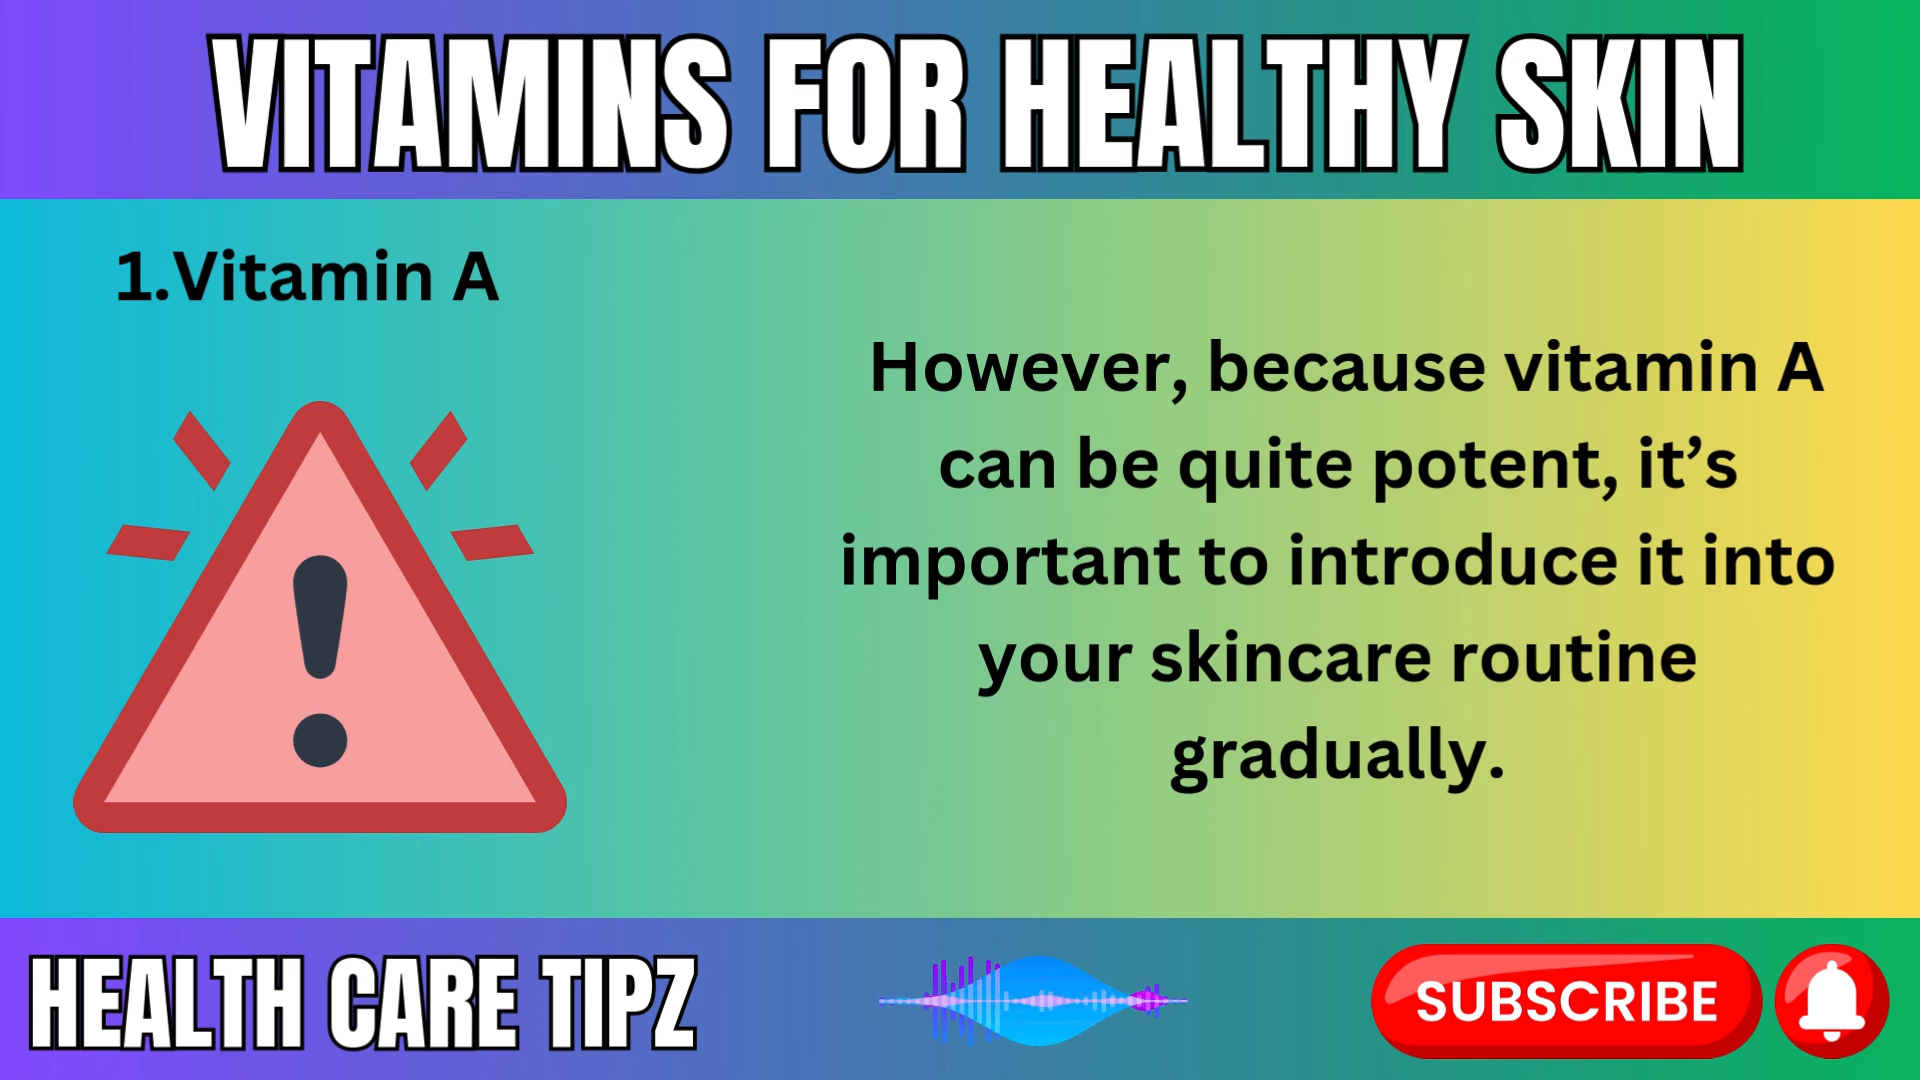 VITAMINS FOR HEALTHY SKIN
1.Vitamin A
However, because vitamin A
can be quite potent, it’s
important to introduce it into
your skincare routine
gradually.
HEALTH CARE TIPZ
SUBSCRIBE